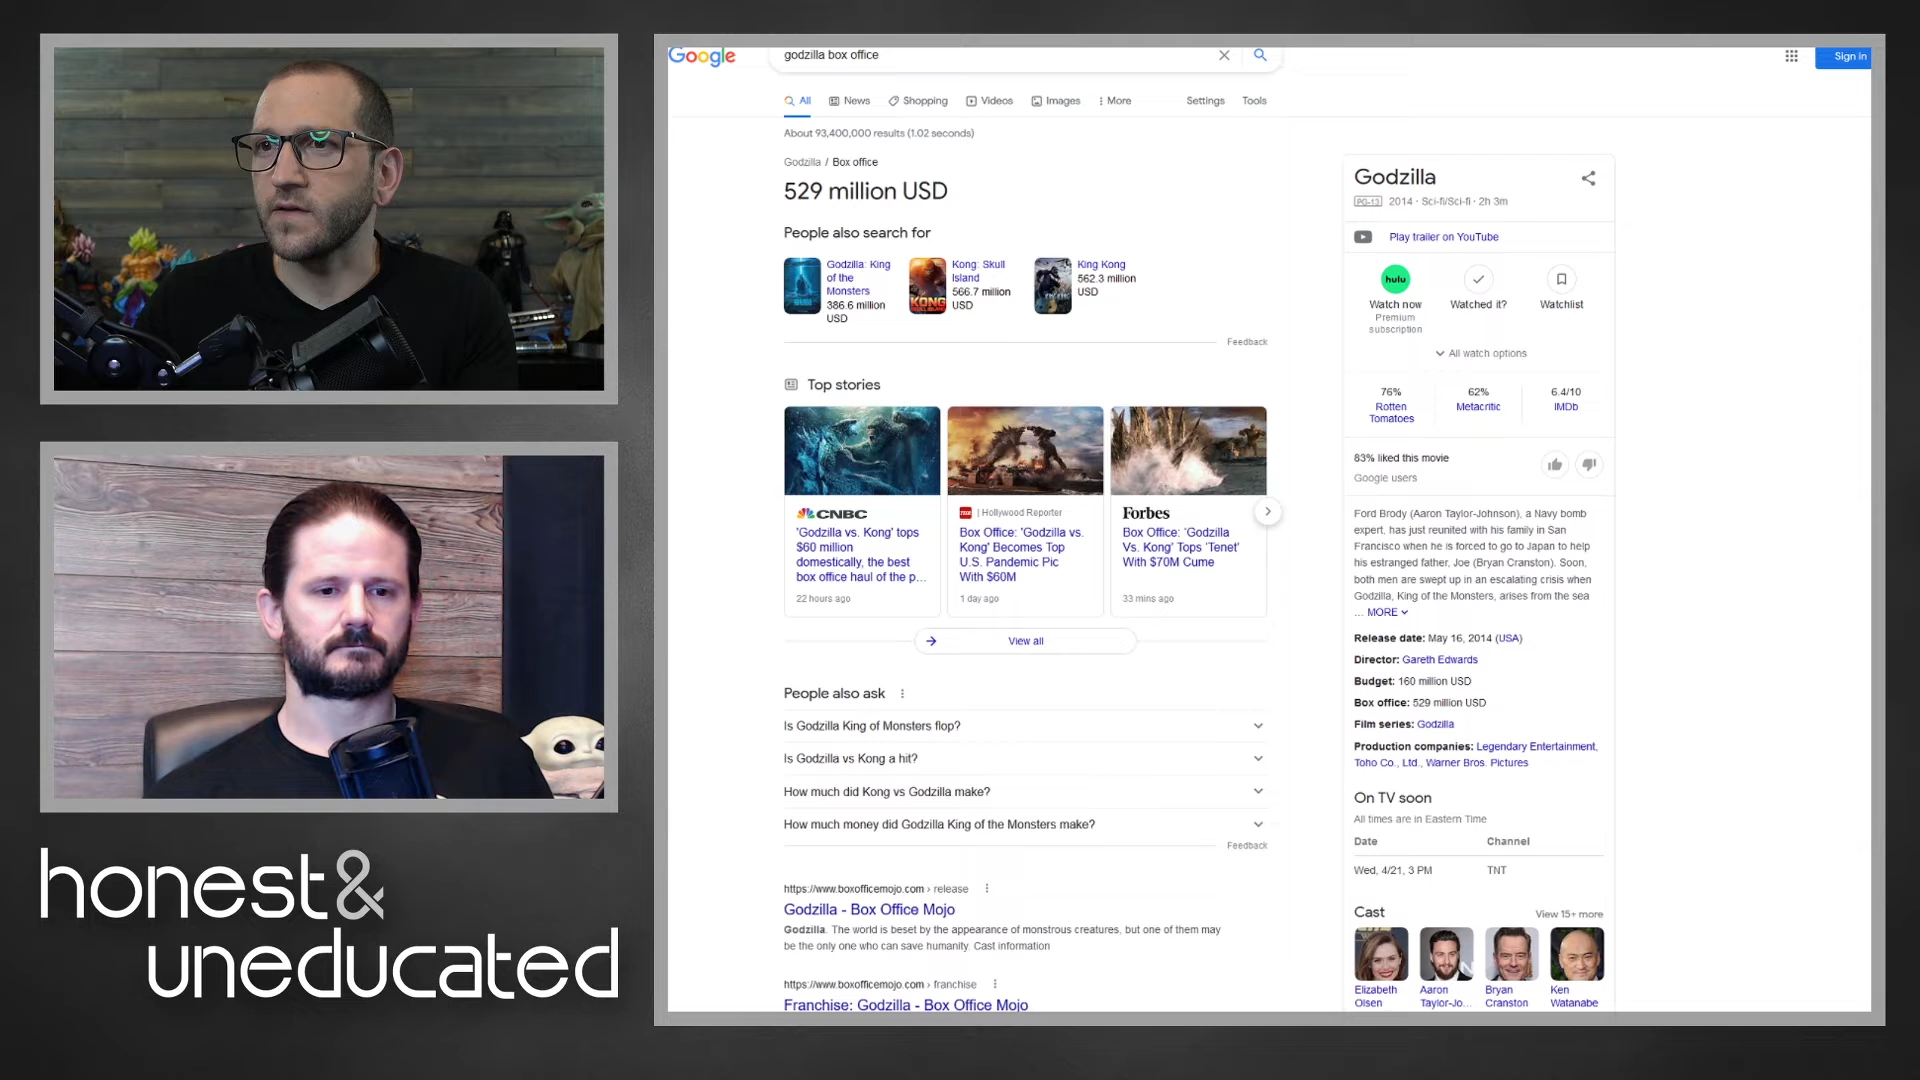 Google
godzilla box office
Sign in
All
News
Shopping
Videos
Images
More
Settings
Tools
About 93,400,000 results (1.02 seconds)
Godzilla / Box office
529 million USD
People also search for
Godzilla: King
of the
Monsters
386.6 million
USD
Kong: Skull
Island
566.7 million
USD
King Kong
562.3 million
USD
Feedback
Top stories
CNBC
'Godzilla vs. Kong' tops
$60 million
domestically, the best
box office haul of the p...
22 hours ago
| Hollywood Reporter
Box Office: 'Godzilla vs.
Kong' Becomes Top
U.S. Pandemic Pic
With $60M
1 day ago
Forbes
Box Office: ‘Godzilla
Vs. Kong’ Tops ‘Tenet’
With $70M Cume
33 mins ago
View all
People also ask
Is Godzilla King of Monsters flop?
Is Godzilla vs Kong a hit?
How much did Kong vs Godzilla make?
How much money did Godzilla King of the Monsters make?
Feedback
https://www.boxofficemojo.com › release
Godzilla - Box Office Mojo
Godzilla. The world is beset by the appearance of monstrous creatures, but one of them may
be the only one who can save humanity. Cast information
https://www.boxofficemojo.com › franchise
Franchise: Godzilla - Box Office Mojo
Godzilla
PG-13 2014 · Sci-fi/Sci-fi · 2h 3m
Play trailer on YouTube
hulu
Watch now
Premium
subscription
Watched it?
Watchlist
All watch options
76%
Rotten
Tomatoes
62%
Metacritic
6.4/10
IMDb
83% liked this movie
Google users
Ford Brody (Aaron Taylor-Johnson), a Navy bomb
expert, has just reunited with his family in San
Francisco when he is forced to go to Japan to help
his estranged father, Joe (Bryan Cranston). Soon,
both men are swept up in an escalating crisis when
Godzilla, King of the Monsters, arises from the sea
... MORE
Release date: May 16, 2014 (USA)
Director: Gareth Edwards
Budget: 160 million USD
Box office: 529 million USD
Film series: Godzilla
Production companies: Legendary Entertainment,
Toho Co., Ltd., Warner Bros. Pictures
On TV soon
All times are in Eastern Time
Date
Channel
Wed, 4/21, 3 PM
TNT
Cast
View 15+ more
Elizabeth
Olsen
Aaron
Taylor-Jo...
Bryan
Cranston
Ken
Watanabe
honest&
uneducated